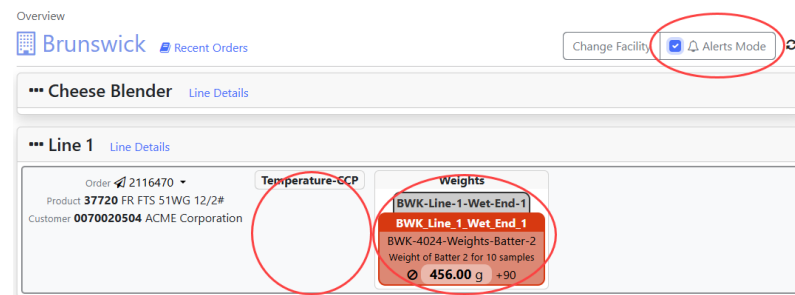 Overview
Brunswick Recent Orders
Change Facility Alerts Mode
Cheese Blender Line Details
Line 1 Line Details
Order 2116470
Product 37720 FR FTS 51WG 12/2#
Customer 0070020504 ACME Corporation
Temperature-CCP
Weights
BWK-Line-1-Wet-End-1
BWK_Line_1_Wet_End_1
BWK-4024-Weights-Batter-2
Weight of Batter 2 for 10 samples
456.00 g +90